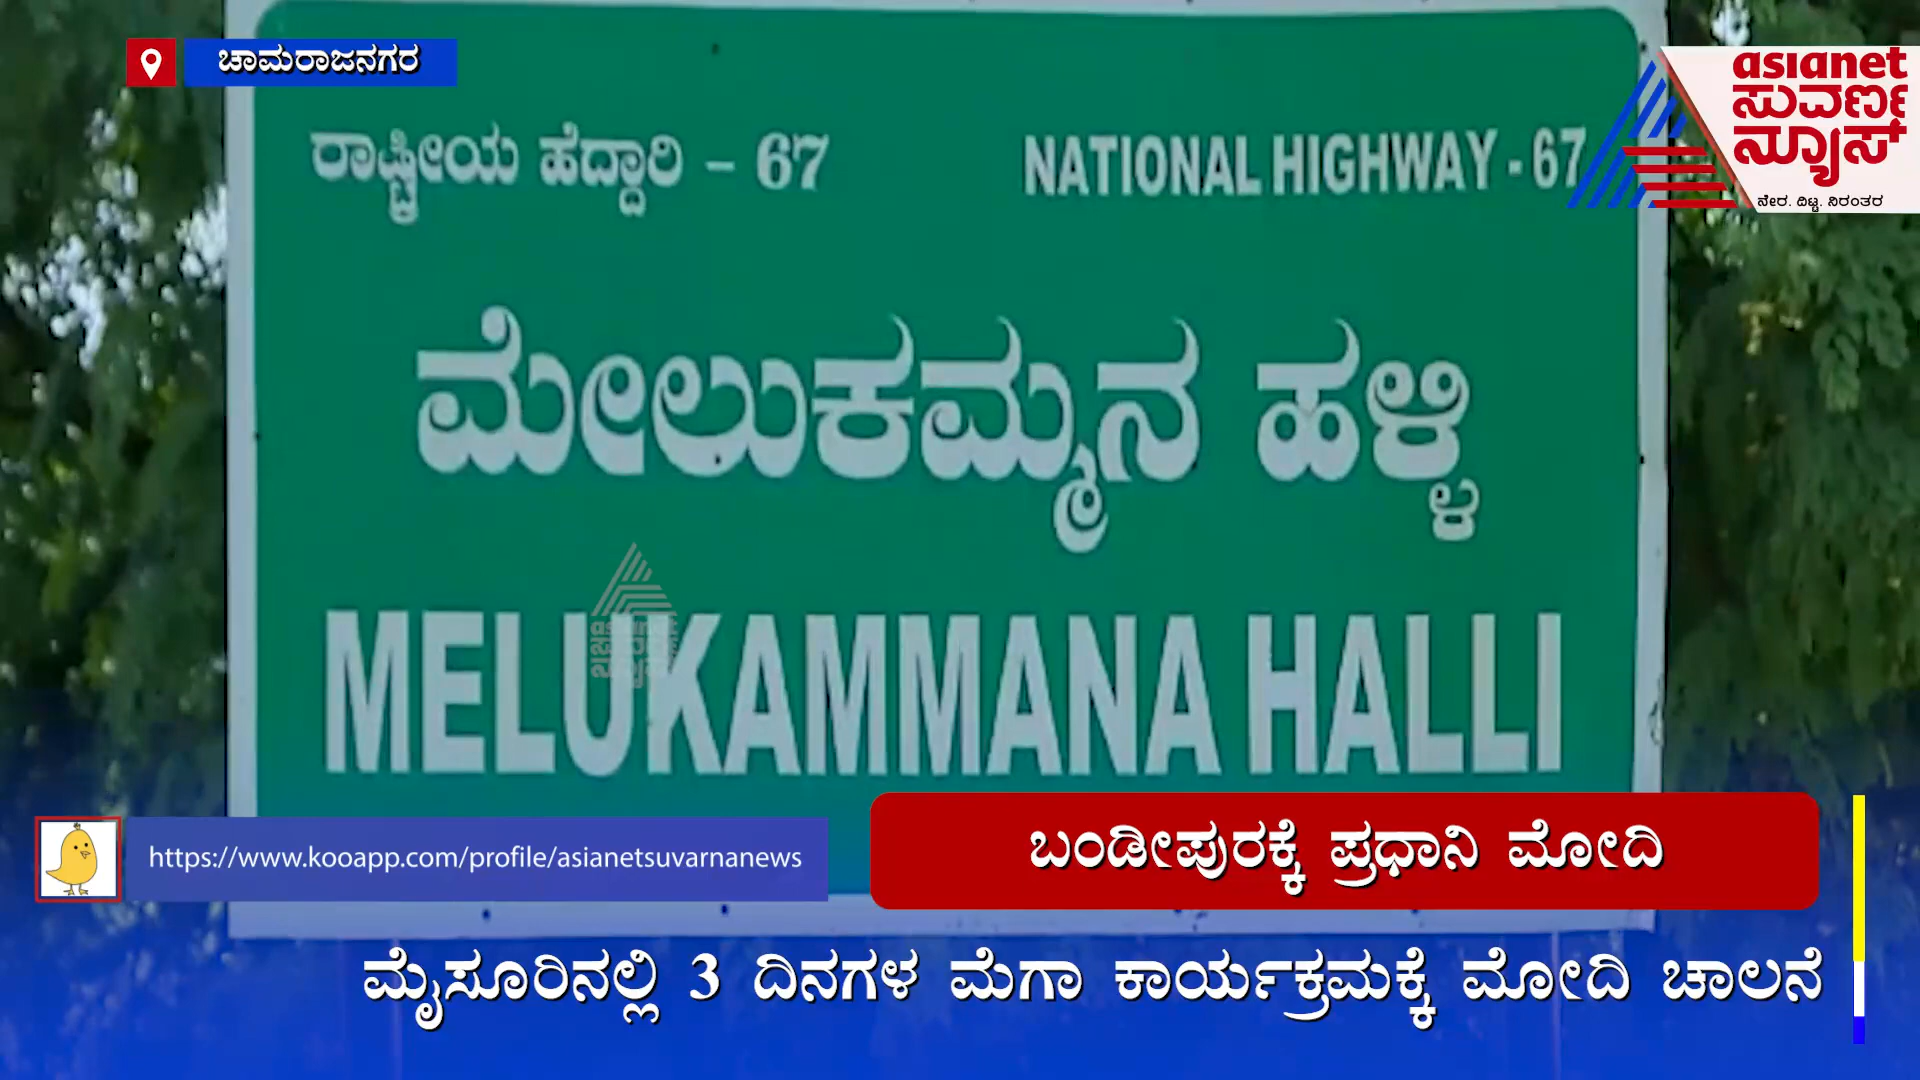 ಚಾಮರಾಜನಗರ
asianet
ಸುವರ್ಣ
ನ್ಯೂಸ್
ನೇರ. ದಿಟ್ಟ. ನಿರಂತರ
ರಾಷ್ಟ್ರೀಯ ಹೆದ್ದಾರಿ - 67
NATIONAL HIGHWAY - 67
ಮೇಲುಕಮ್ಮನ ಹಳ್ಳಿ
MELUKAMMANA HALLI
https://www.kooapp.com/profile/asianetsuvarnanews
ಬಂಡೀಪುರಕ್ಕೆ ಪ್ರಧಾನಿ ಮೋದಿ
ಮೈಸೂರಿನಲ್ಲಿ 3 ದಿನಗಳ ಮೆಗಾ ಕಾರ್ಯಕ್ರಮಕ್ಕೆ ಮೋದಿ ಚಾಲನೆ